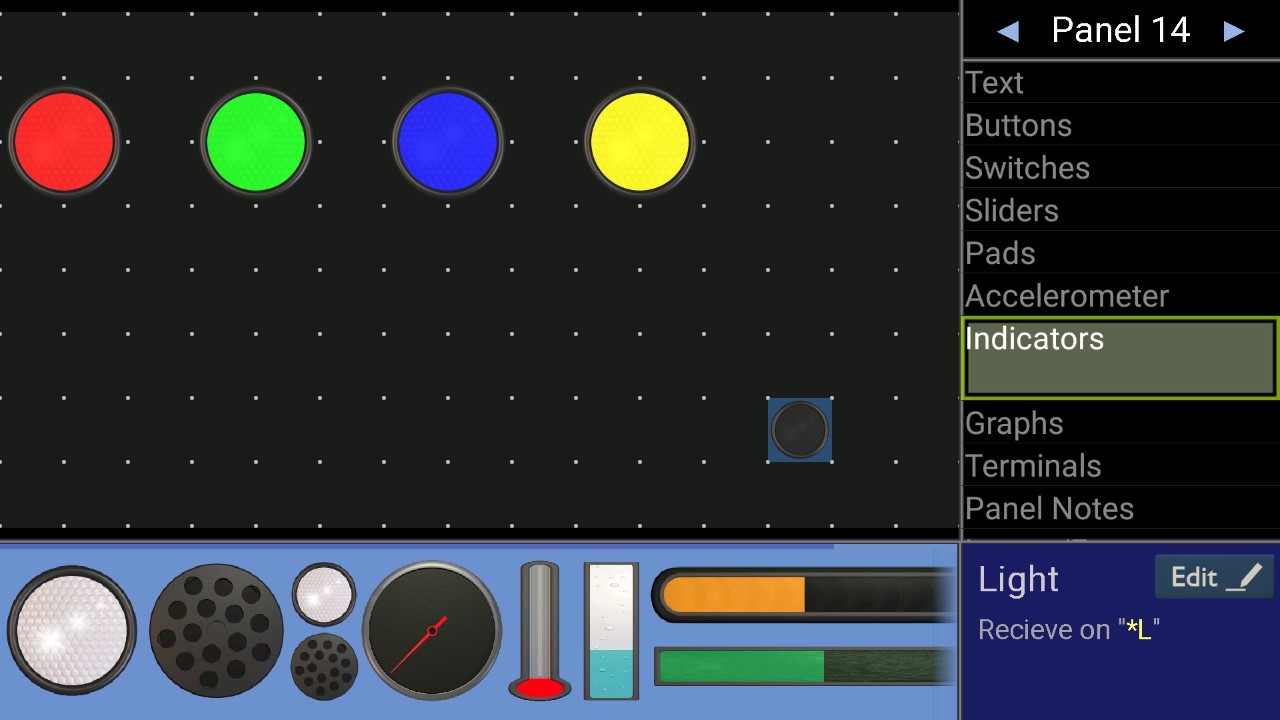 Panel 14
Text
Buttons
Switches
Sliders
Pads
Accelerometer
Indicators
Graphs
Terminals
Panel Notes
Light
Edit
Recieve on "*L"